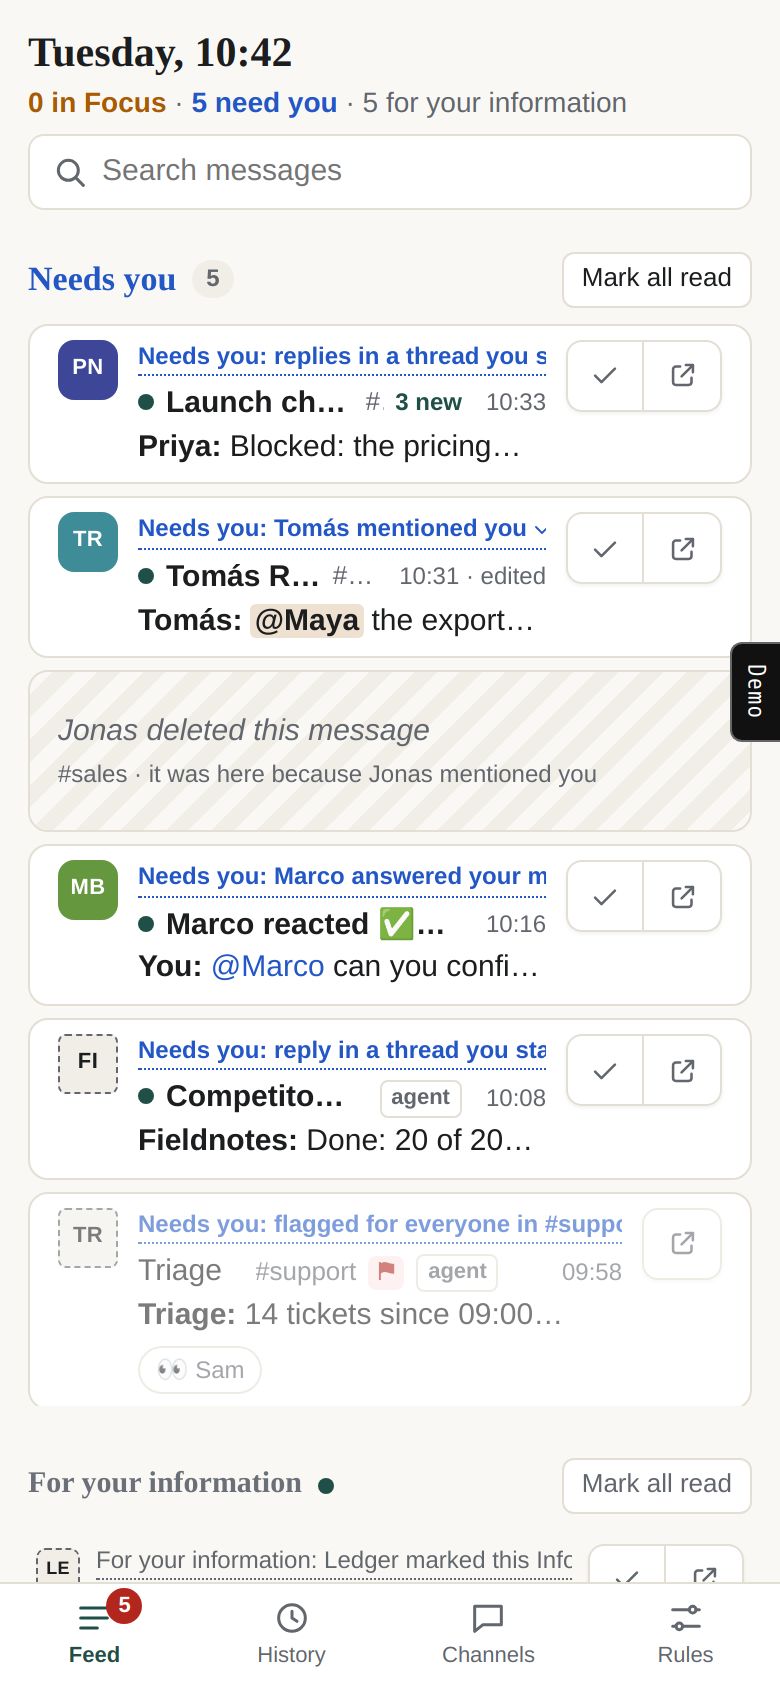 Tuesday, 10:42
0 in Focus · 5 need you · 5 for your information
Search messages
Needs you 5 Mark all read
PN Needs you: replies in a thread you s
Launch ch… #. 3 new 10:33
Priya: Blocked: the pricing…
TR Needs you: Tomás mentioned you
Tomás R… #… 10:31 · edited
Tomás: @Maya the export…
Demo
Jonas deleted this message
#sales · it was here because Jonas mentioned you
MB Needs you: Marco answered your m
Marco reacted ✅… 10:16
You: @Marco can you confi…
FI Needs you: reply in a thread you sta
Competito… agent 10:08
Fieldnotes: Done: 20 of 20…
TR Needs you: flagged for everyone in #suppo
Triage #support agent 09:58
Triage: 14 tickets since 09:00…
👀 Sam
For your information Mark all read
LE For your information: Ledger marked this Info
5
Feed History Channels Rules